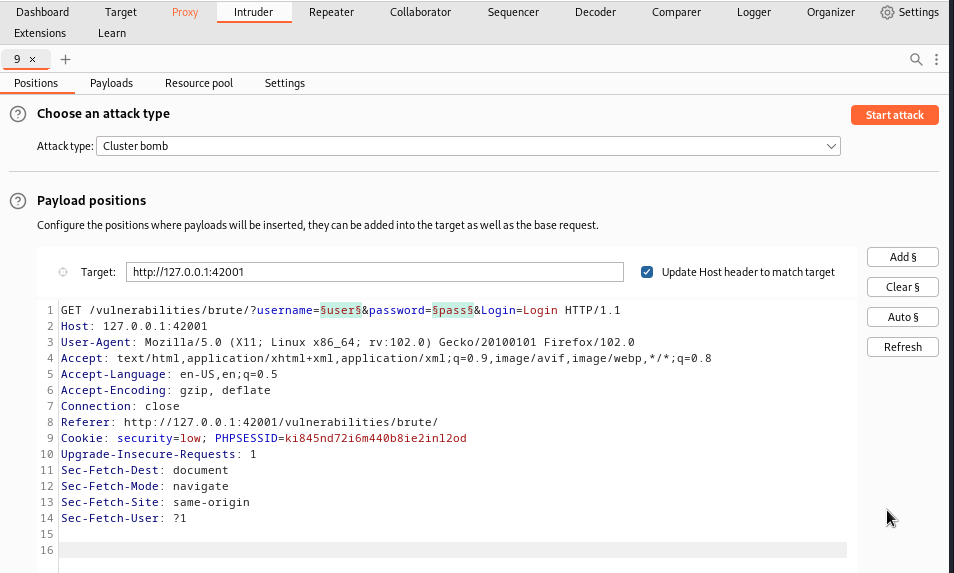 Dashboard Target Proxy Intruder Repeater Collaborator Sequencer Decoder Comparer Logger Organizer Settings
Extensions Learn
9 × +
Positions Payloads Resource pool Settings
? Choose an attack type Start attack
Attack type: Cluster bomb
? Payload positions
Configure the positions where payloads will be inserted, they can be added into the target as well as the base request.
Target: http://127.0.0.1:42001 Update Host header to match target Add §
Clear §
Auto §
Refresh
1 GET /vulnerabilities/brute/?username=§user§&password=§pass§&Login=Login HTTP/1.1
2 Host: 127.0.0.1:42001
3 User-Agent: Mozilla/5.0 (X11; Linux x86_64; rv:102.0) Gecko/20100101 Firefox/102.0
4 Accept: text/html,application/xhtml+xml,application/xml;q=0.9,image/avif,image/webp,*/*;q=0.8
5 Accept-Language: en-US,en;q=0.5
6 Accept-Encoding: gzip, deflate
7 Connection: close
8 Referer: http://127.0.0.1:42001/vulnerabilities/brute/
9 Cookie: security=low; PHPSESSID=ki845nd72i6m440b8ie2inl2od
10 Upgrade-Insecure-Requests: 1
11 Sec-Fetch-Dest: document
12 Sec-Fetch-Mode: navigate
13 Sec-Fetch-Site: same-origin
14 Sec-Fetch-User: ?1
15
16